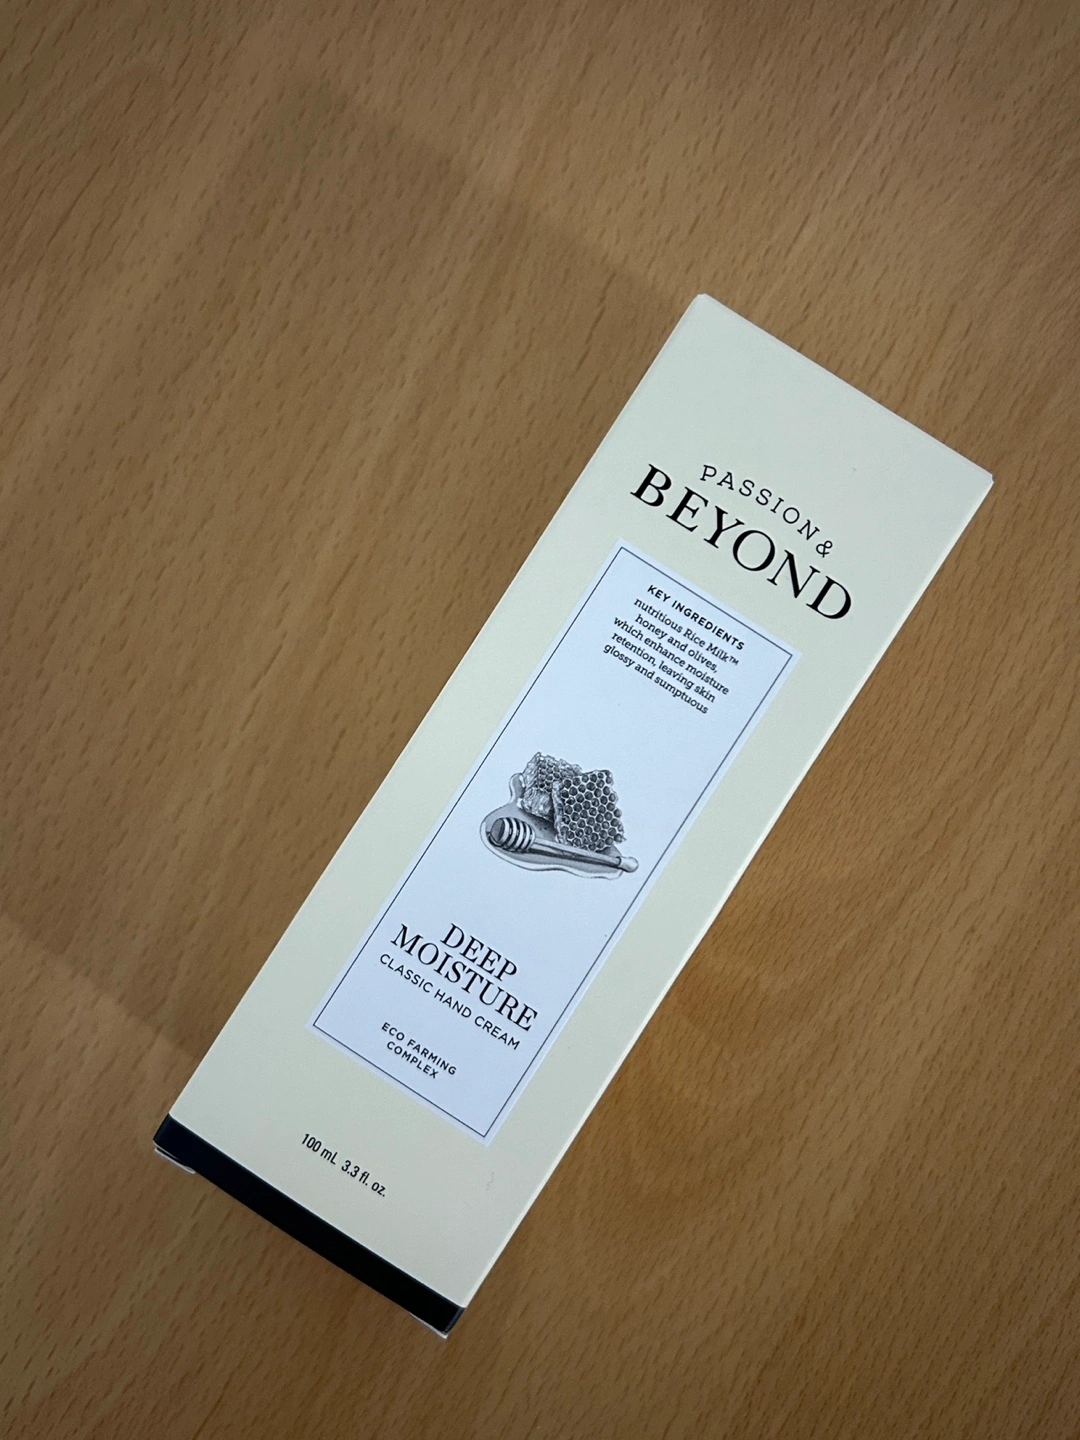 PASSION &
BEYOND
KEY INGREDIENTS
nutritious Rice Milk™
honey and olives,
which enhance moisture
retention, leaving skin
glossy and sumptuous
DEEP
MOISTURE
CLASSIC HAND CREAM
ECO FARMING
COMPLEX
100 mL 3.3 fl. oz.